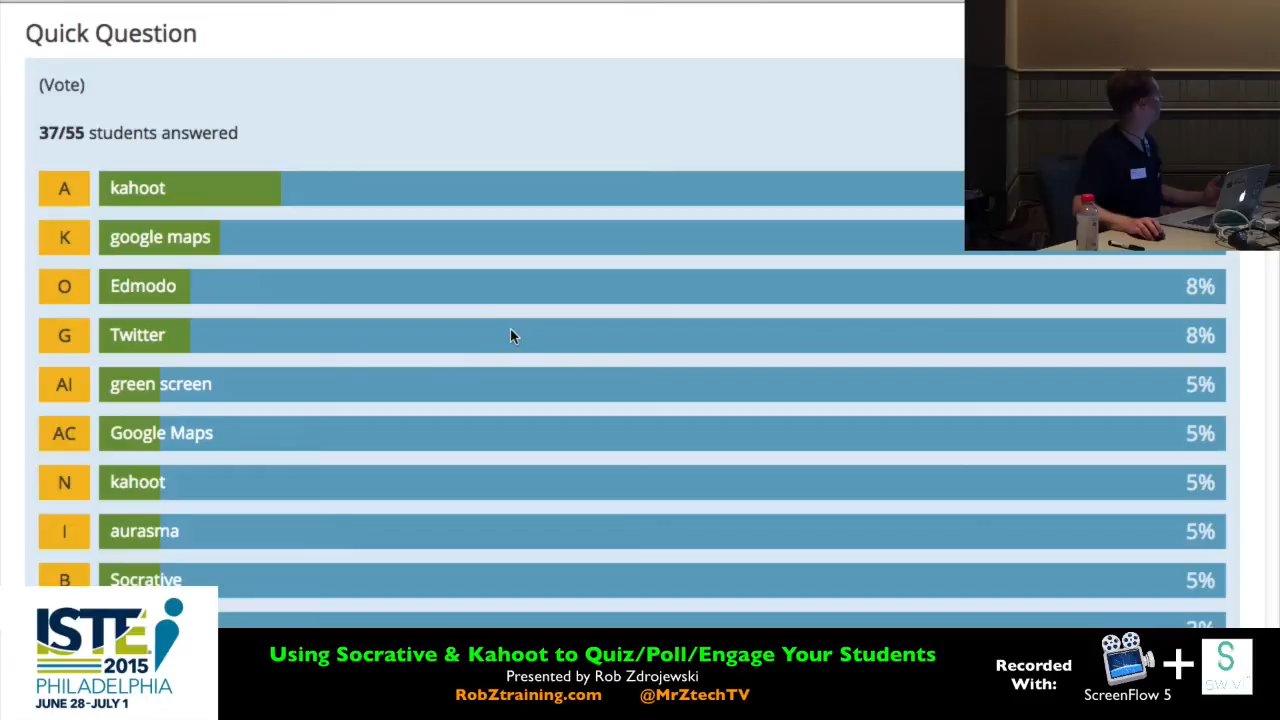 Quick Question
(Vote)
37/55 students answered
A kahoot
K google maps
O Edmodo 8%
G Twitter 8%
AI green screen 5%
AC Google Maps 5%
N kahoot 5%
I aurasma 5%
B Socrative 5%
ISTE
2015
PHILADELPHIA
JUNE 28-JULY 1
Using Socrative & Kahoot to Quiz/Poll/Engage Your Students
Presented by Rob Zdrojewski
RobZtraining.com @MrZtechTV
Recorded
With:
ScreenFlow 5
+
S